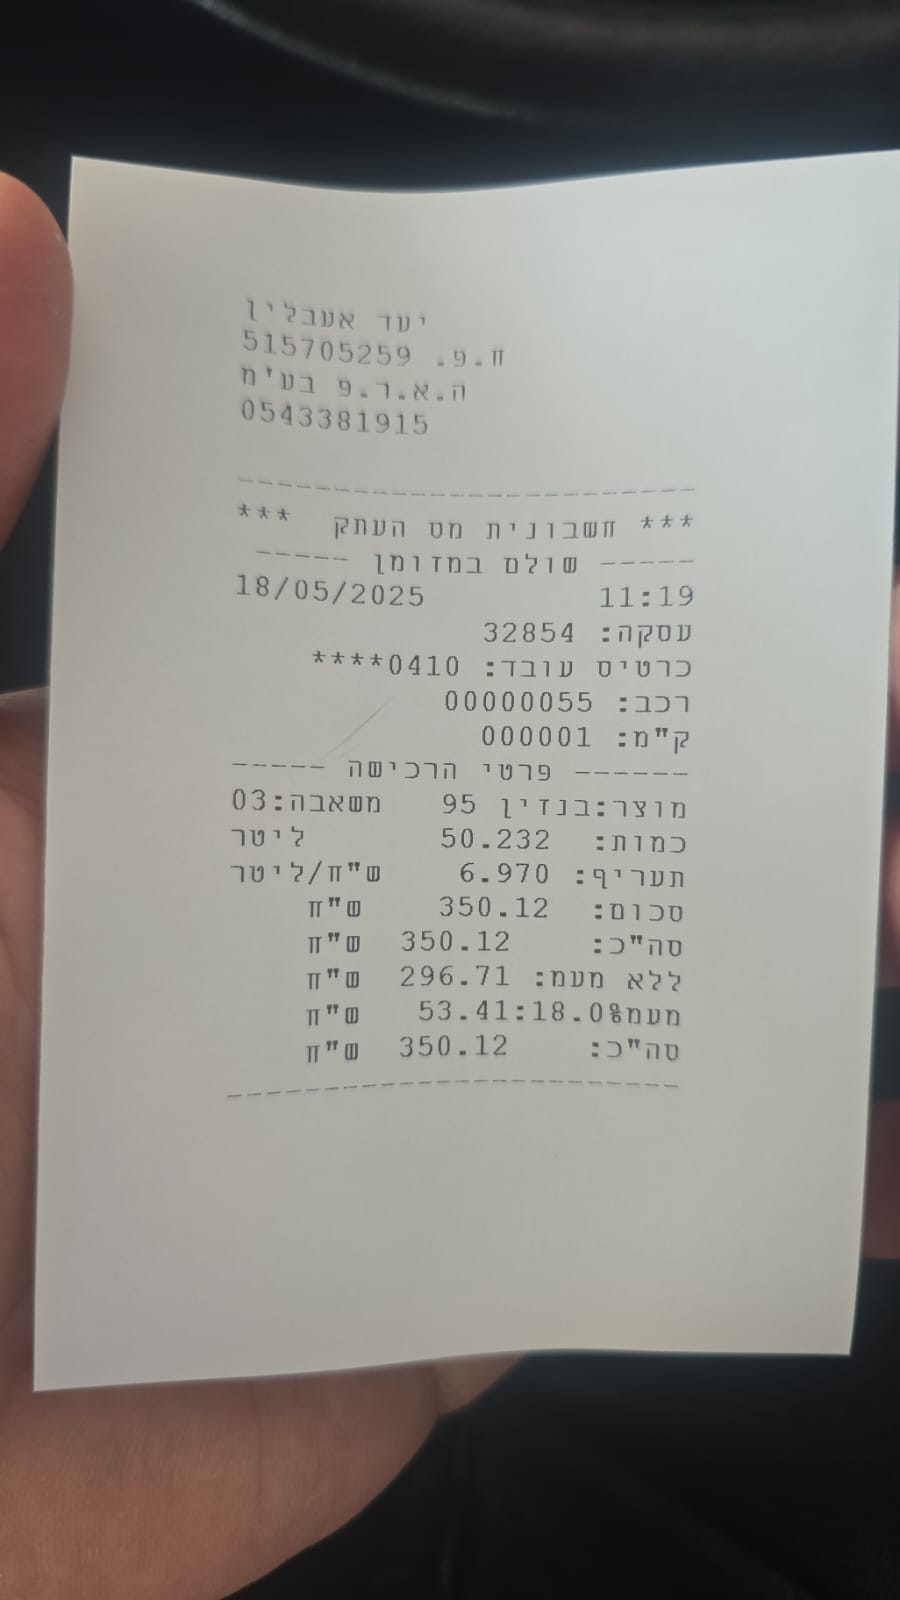 יעד אעבלין
ח.פ. 515705259
ה.א.ר.פ בע'מ
0543381915
*** חשבונית מס העתק ***
----- שולם במזומן -----
11:19 18/05/2025
עסקה: 32854
כרטיס עובד: 0410****
רכב: 00000055
ק"מ: 000001
------ פרטי הרכישה -----
מוצר:בנזין 95 משאבה:03
כמות: 50.232 ליטר
תעריף: 6.970 ש"ח/ליטר
סכום: 350.12 ש"ח
סה"כ: 350.12 ש"ח
ללא מעמ: 296.71 ש"ח
מעמ18.0%:53.41 ש"ח
סה"כ: 350.12 ש"ח